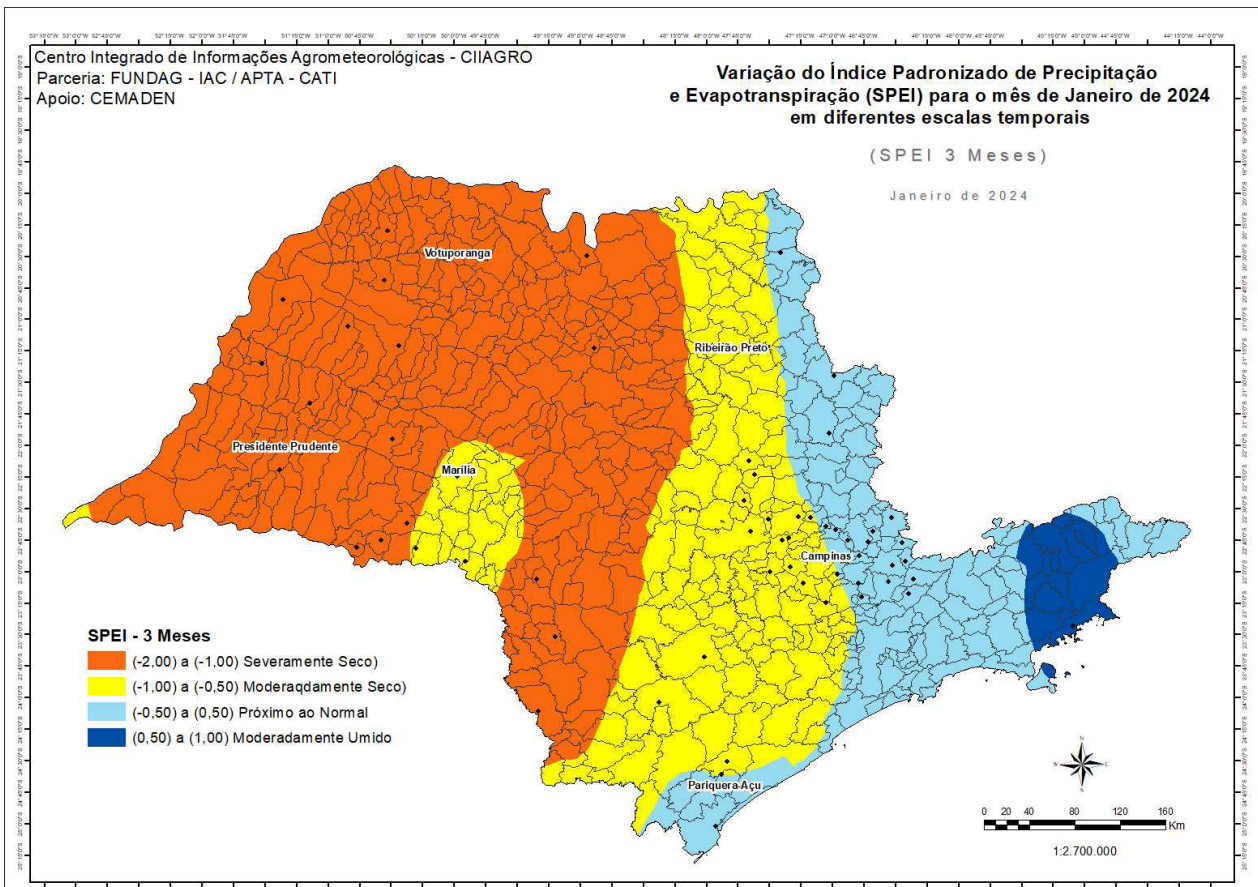 Centro Integrado de Informações Agrometeorológicas - CIIAGRO
Parceria: FUNDAG - IAC / APTA - CATI
Apoio: CEMADEN
Variação do Índice Padronizado de Precipitação
e Evapotranspiração (SPEI) para o mês de Janeiro de 2024
em diferentes escalas temporais
(SPEI 3 Meses)
Janeiro de 2024
Votuporanga
Ribeirão Preto
Presidente Prudente
Marília
Campinas
Pariquera-Açu
SPEI - 3 Meses
(-2,00) a (-1,00) Severamente Seco)
(-1,00) a (-0,50) Moderaqdamente Seco)
(-0,50) a (0,50) Próximo ao Normal
(0,50) a (1,00) Moderadamente Umido
N
W E
S
0 20 40 80 120 160
Km
1:2.700.000